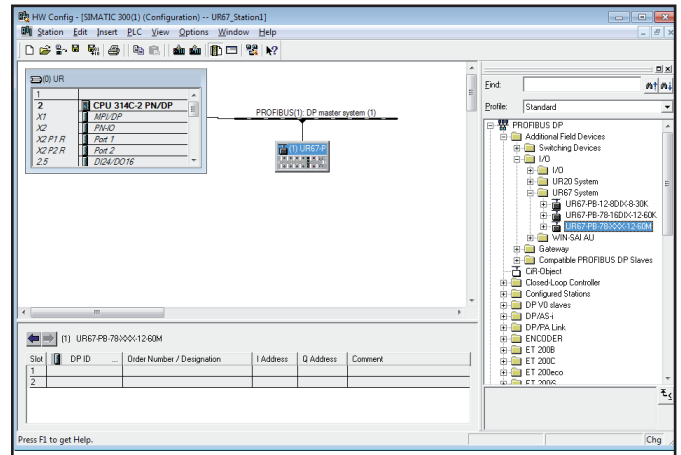 HW Config - [SIMATIC 300(1) (Configuration) -- UR67_Station1]
Station Edit Insert PLC View Options Window Help
(0) UR
1
2 CPU 314C-2 PN/DP
X1 MPI/DP
X2 PN-IO
X2 P1 R Port 1
X2 P2 R Port 2
2.5 DI24/DO16
PROFIBUS(1): DP master system (1)
(1) UR67-P
Find:
Profile: Standard
PROFIBUS DP
Additional Field Devices
Switching Devices
I/O
I/O
UR20 System
UR67 System
UR67-PB-12-8DIX-8-30K
UR67-PB-78-16DIX-12-60K
UR67-PB-78-XXX-12-60M
WIN-SAI AU
Gateway
Compatible PROFIBUS DP Slaves
CiR-Object
Closed-Loop Controller
Configured Stations
DP V0 slaves
DP/AS-i
DP/PA Link
ENCODER
ET 200B
ET 200C
ET 200eco
ET 200S
(1) UR67-PB-78-XXX-12-60M
Slot DP ID ... Order Number / Designation I Address Q Address Comment
1
2
Press F1 to get Help.
Chg